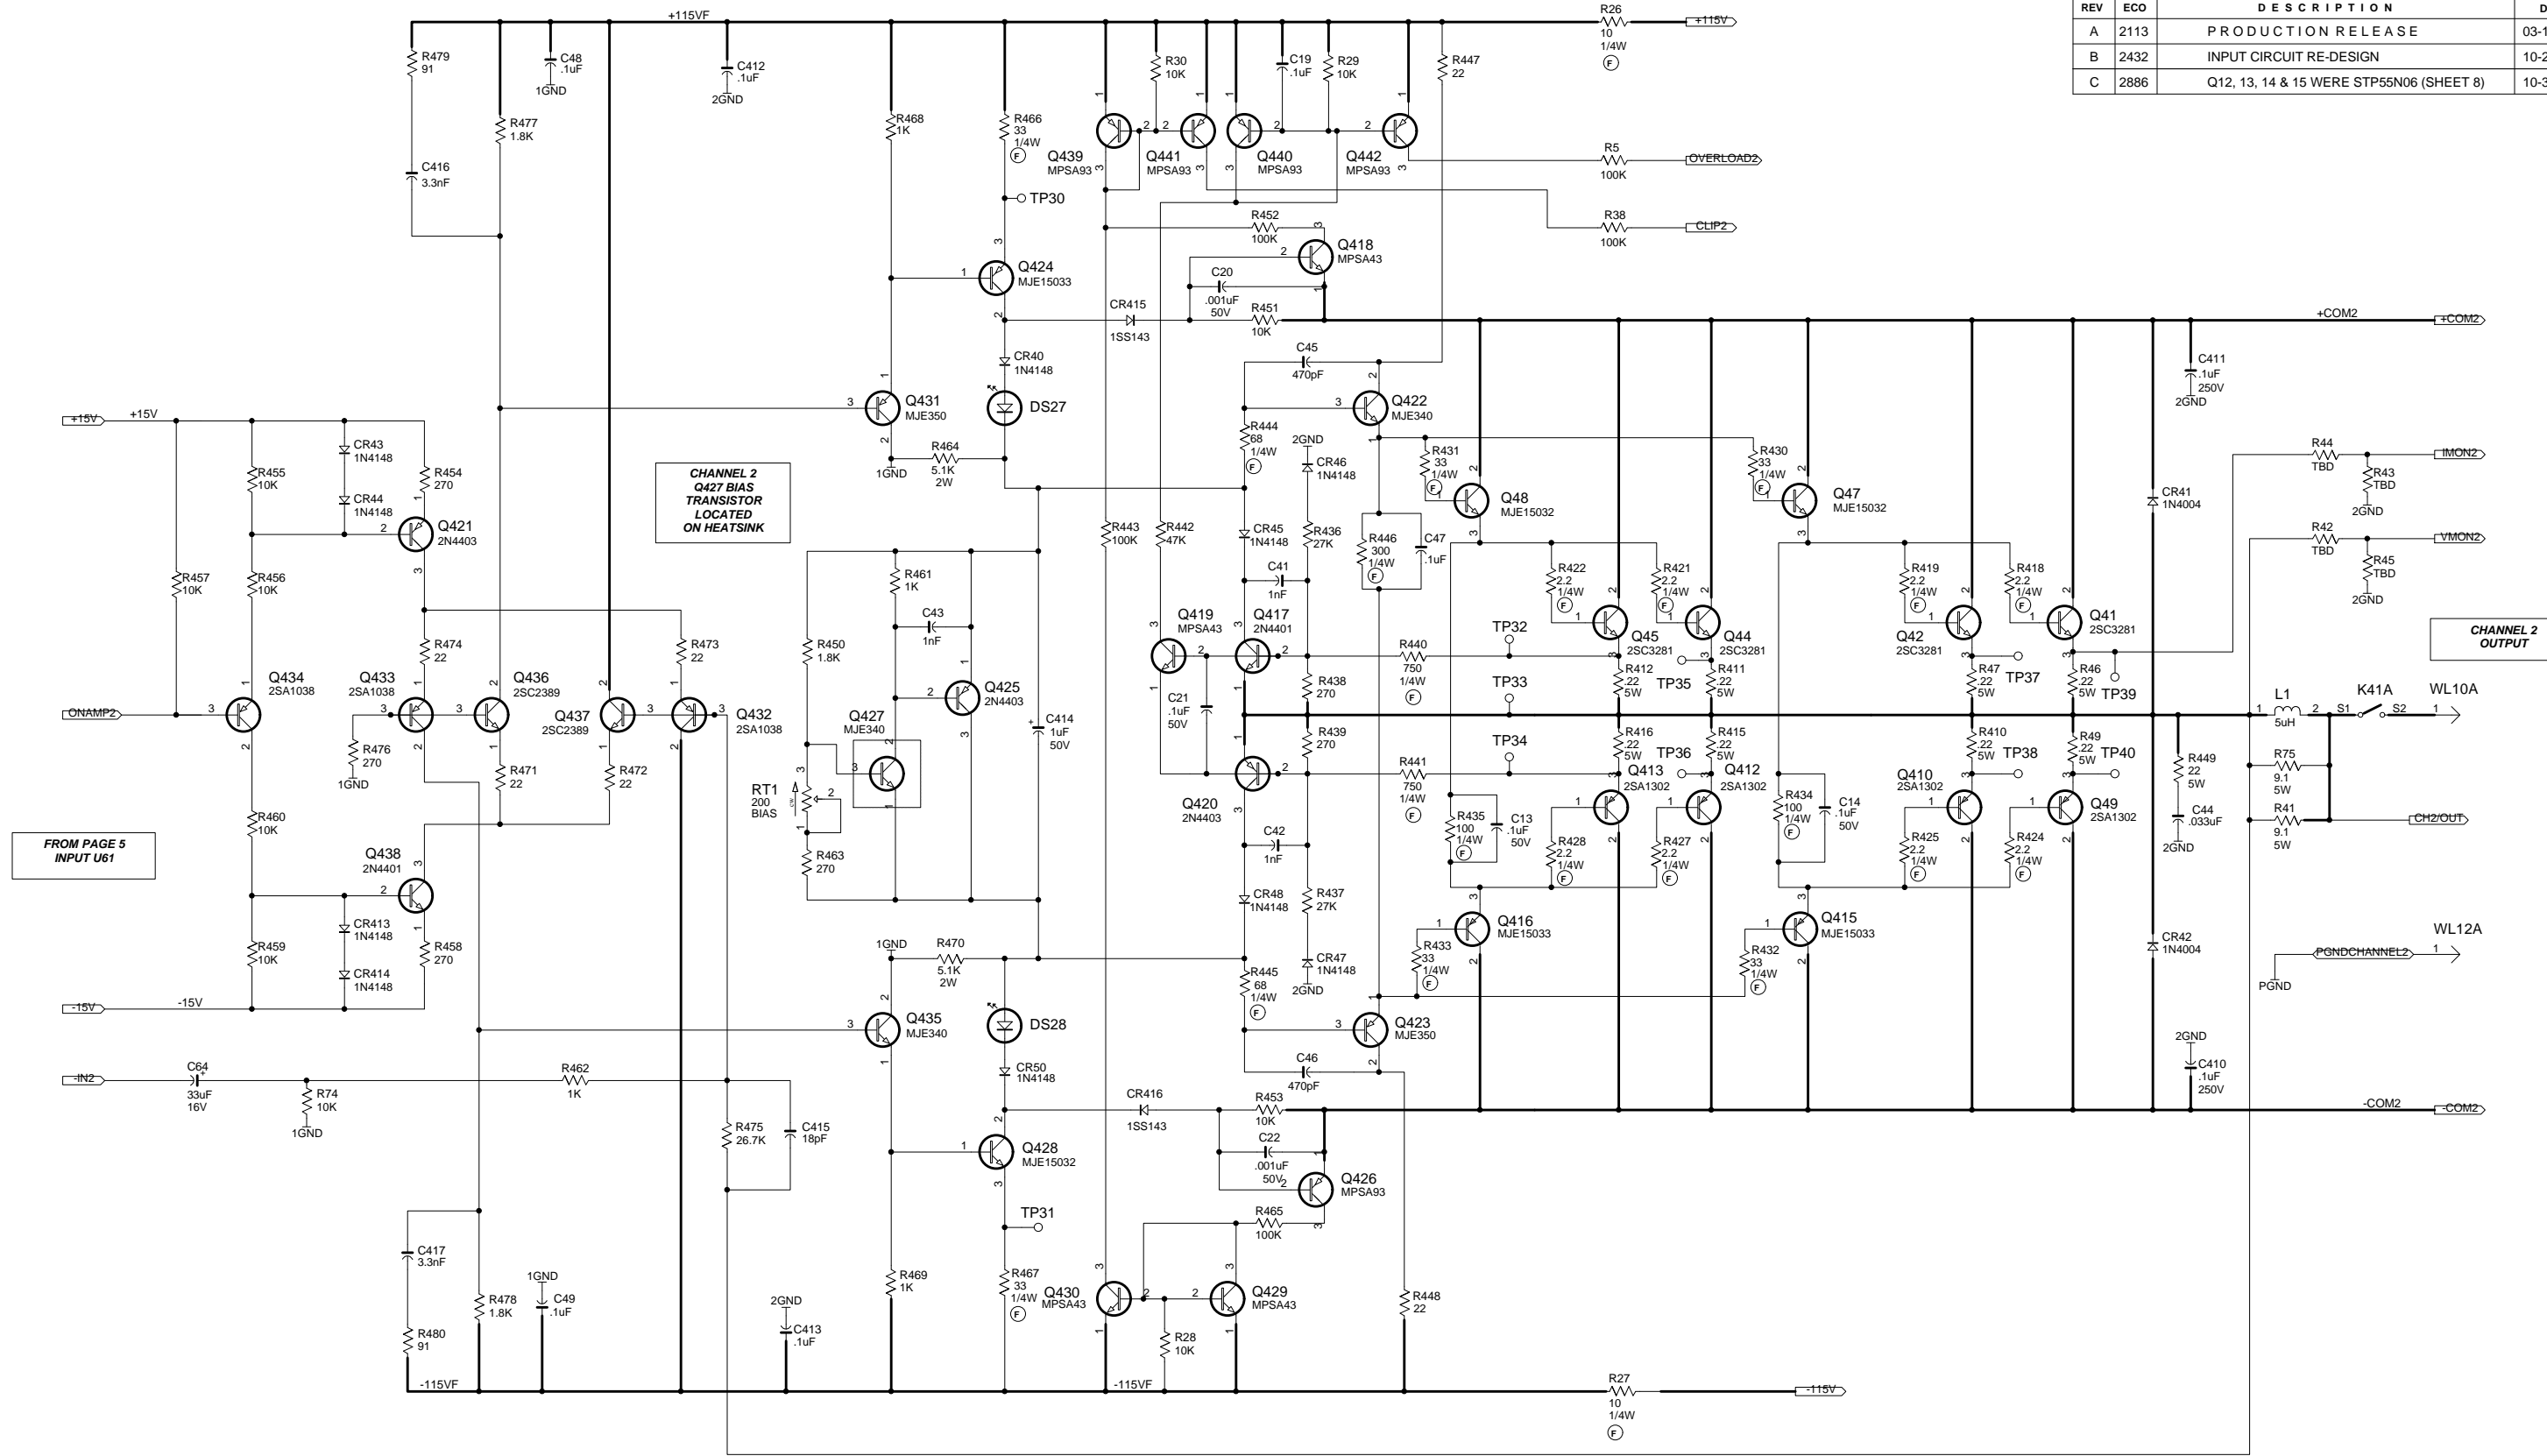 REV ECO DESCRIPTION D
A 2113 PRODUCTION RELEASE 03-1
B 2432 INPUT CIRCUIT RE-DESIGN 10-2
C 2886 Q12, 13, 14 & 15 WERE STP55N06 (SHEET 8) 10-3
+115VF
R26
10
1/4W
F
+115V
R479
91
C48
.1uF
1GND
C412
.1uF
2GND
R30
10K
C19
.1uF
R29
10K
R447
22
R477
1.8K
R468
1K
R466
33
1/4W
F
Q439
MPSA93
Q441
MPSA93
Q440
MPSA93
Q442
MPSA93
R5
100K
OVERLOAD2
C416
3.3nF
TP30
R452
100K
R38
100K
CLIP2
Q418
MPSA43
Q424
MJE15033
C20
.001uF
50V
CR415
1SS143
R451
10K
+COM2
+COM2
CR40
1N4148
C45
470pF
C411
.1uF
250V
2GND
Q431
MJE350
DS27
Q422
MJE340
+15V
+15V
R455
10K
CR43
1N4148
R454
270
CR44
1N4148
Q421
2N4403
CHANNEL 2
Q427 BIAS
TRANSISTOR
LOCATED
ON HEATSINK
1GND
R464
5.1K
2W
R444
68
1/4W
F
2GND
CR46
1N4148
R431
33
1/4W
F
R430
33
1/4W
F
Q48
MJE15032
Q47
MJE15032
R44
TBD
IMON2
R43
TBD
2GND
CR41
1N4004
R42
TBD
VMON2
R45
TBD
2GND
R443
100K
R442
47K
CR45
1N4148
R436
27K
R446
300
1/4W
F
C47
.1uF
R457
10K
R456
10K
R461
1K
C41
1nF
R422
2.2
1/4W
F
R421
2.2
1/4W
F
R419
2.2
1/4W
F
R418
2.2
1/4W
F
C43
1nF
R450
1.8K
Q419
MPSA43
Q417
2N4401
TP32
Q45
2SC3281
Q44
2SC3281
Q42
2SC3281
Q41
2SC3281
CHANNEL 2
OUTPUT
R474
22
R473
22
R440
750
1/4W
F
R412
.22
5W
TP35
R411
.22
5W
R47
.22
5W
TP37
R46
.22
5W
TP39
Q434
2SA1038
Q433
2SA1038
Q436
2SC2389
Q437
2SC2389
Q432
2SA1038
Q425
2N4403
R438
270
TP33
L1
5uH
K41A
S1
S2
WL10A
ONAMP2
R476
270
1GND
Q427
MJE340
C414
1uF
50V
C21
.1uF
50V
R439
270
TP34
R416
.22
5W
TP36
R415
.22
5W
R410
.22
5W
TP38
R49
.22
5W
TP40
R449
22
5W
R75
9.1
5W
R471
22
R472
22
RT1
200
BIAS
cw
Q420
2N4403
R441
750
1/4W
F
Q413
2SA1302
Q412
2SA1302
Q410
2SA1302
Q49
2SA1302
R460
10K
C42
1nF
R435
100
1/4W
F
C13
.1uF
50V
R434
100
1/4W
F
C14
.1uF
50V
C44
.033uF
2GND
R41
9.1
5W
CH2/OUT
FROM PAGE 5
INPUT U61
Q438
2N4401
R463
270
R428
2.2
1/4W
F
R427
2.2
1/4W
F
R425
2.2
1/4W
F
R424
2.2
1/4W
F
CR48
1N4148
R437
27K
R459
10K
CR413
1N4148
CR414
1N4148
R458
270
1GND
R470
5.1K
2W
Q416
MJE15033
Q415
MJE15033
WL12A
R433
33
1/4W
F
R432
33
1/4W
F
CR42
1N4004
PGNDCHANNEL2
PGND
R445
68
1/4W
F
CR47
1N4148
2GND
-15V
-15V
Q435
MJE340
DS28
Q423
MJE350
2GND
C410
.1uF
250V
-IN2
C64
33uF
16V
R74
10K
1GND
R462
1K
CR50
1N4148
C46
470pF
CR416
1SS143
R453
10K
-COM2
-COM2
R475
26.7K
C415
18pF
Q428
MJE15032
C22
.001uF
50V
Q426
MPSA93
TP31
R465
100K
C417
3.3nF
R469
1K
R467
33
1/4W
F
R478
1.8K
1GND
C49
.1uF
2GND
C413
.1uF
Q430
MPSA43
Q429
MPSA43
R448
22
R480
91
R28
10K
-115VF
-115VF
R27
10
1/4W
F
-115V